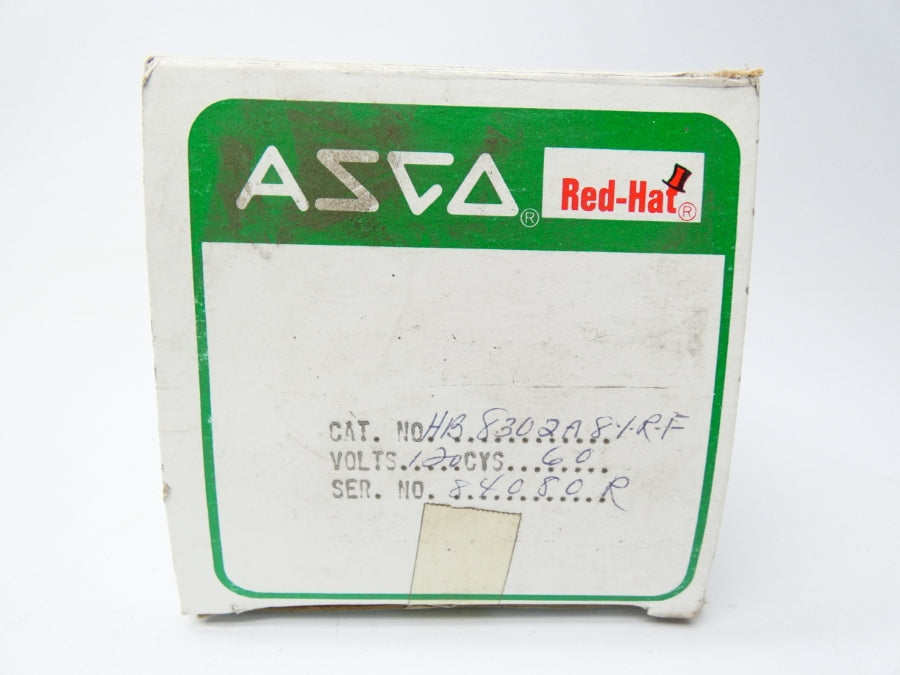 ASCO® Red-Hat®
CAT. NO. HB 8302A81RF
VOLTS 120 CYS 60
SER. NO. 84080R